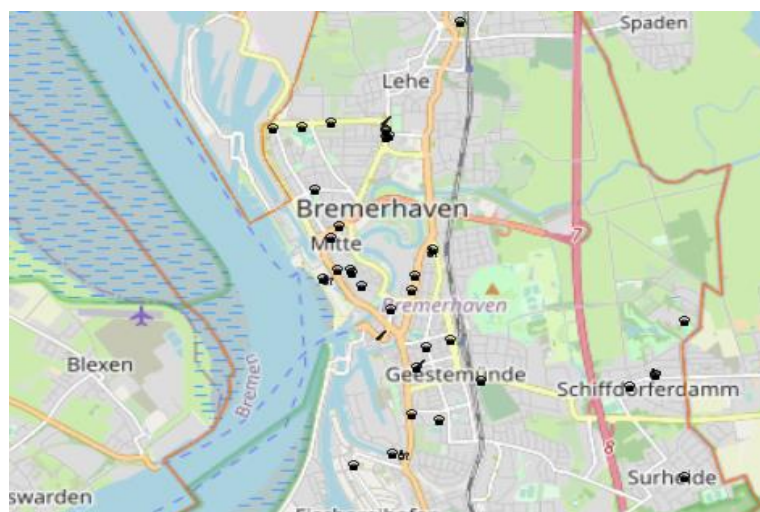 Spaden
Lehe
Bremerhaven
Mitte
7
Bremerhaven
Blexen
Bremen
Geestemünde
Schiffdorferdamm
8
Surheide
swarden